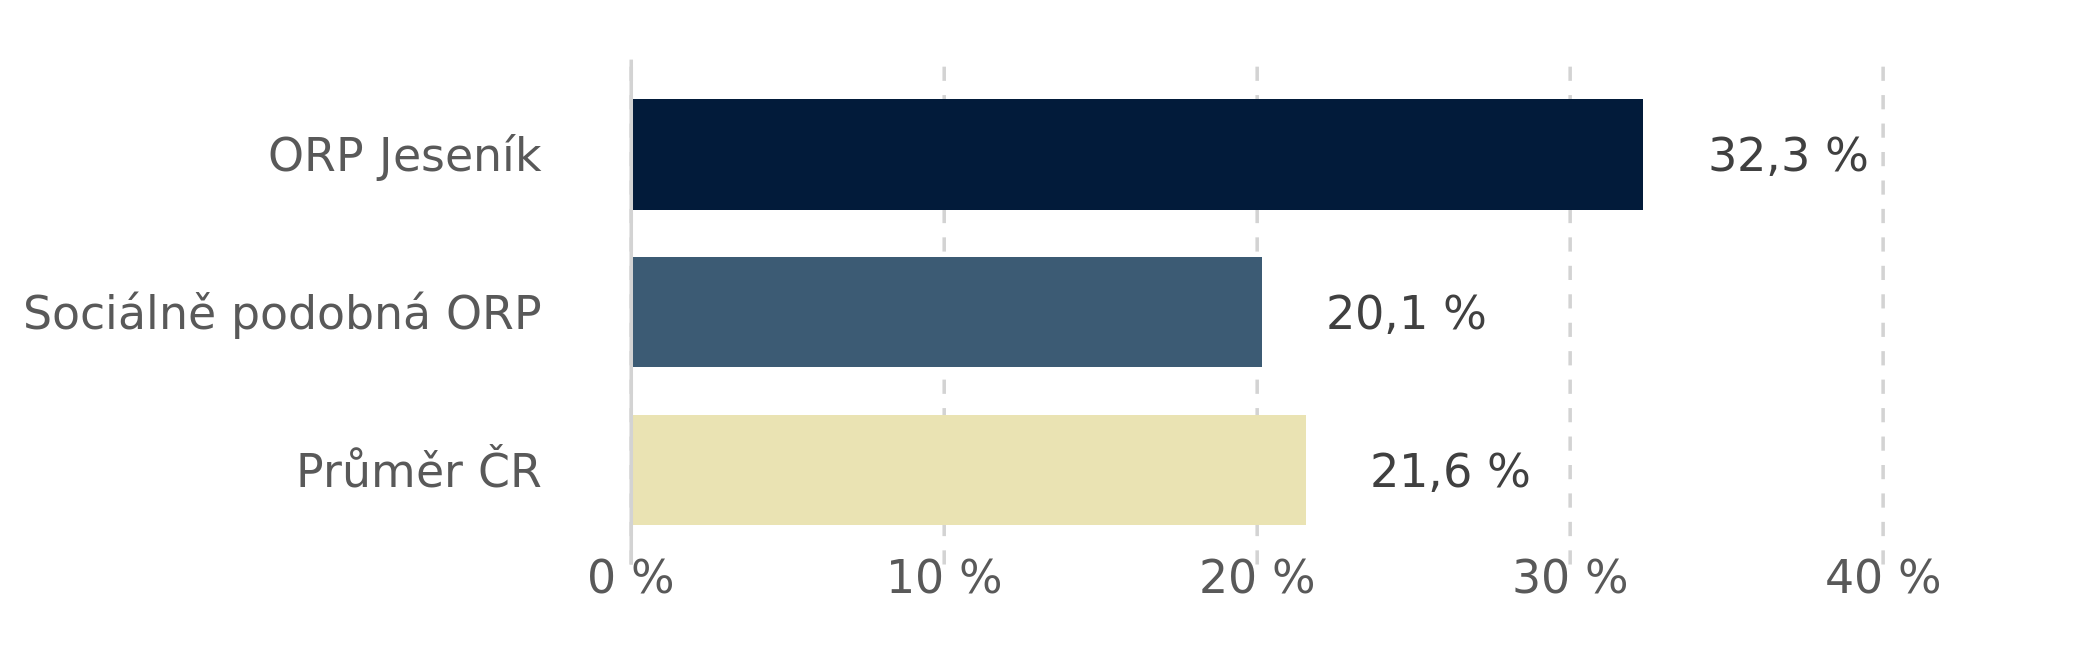 ORP Jeseník
32,3 %
Sociálně podobná ORP
20,1 %
Průměr ČR
21,6 %
0 % 10 % 20 % 30 % 40 %